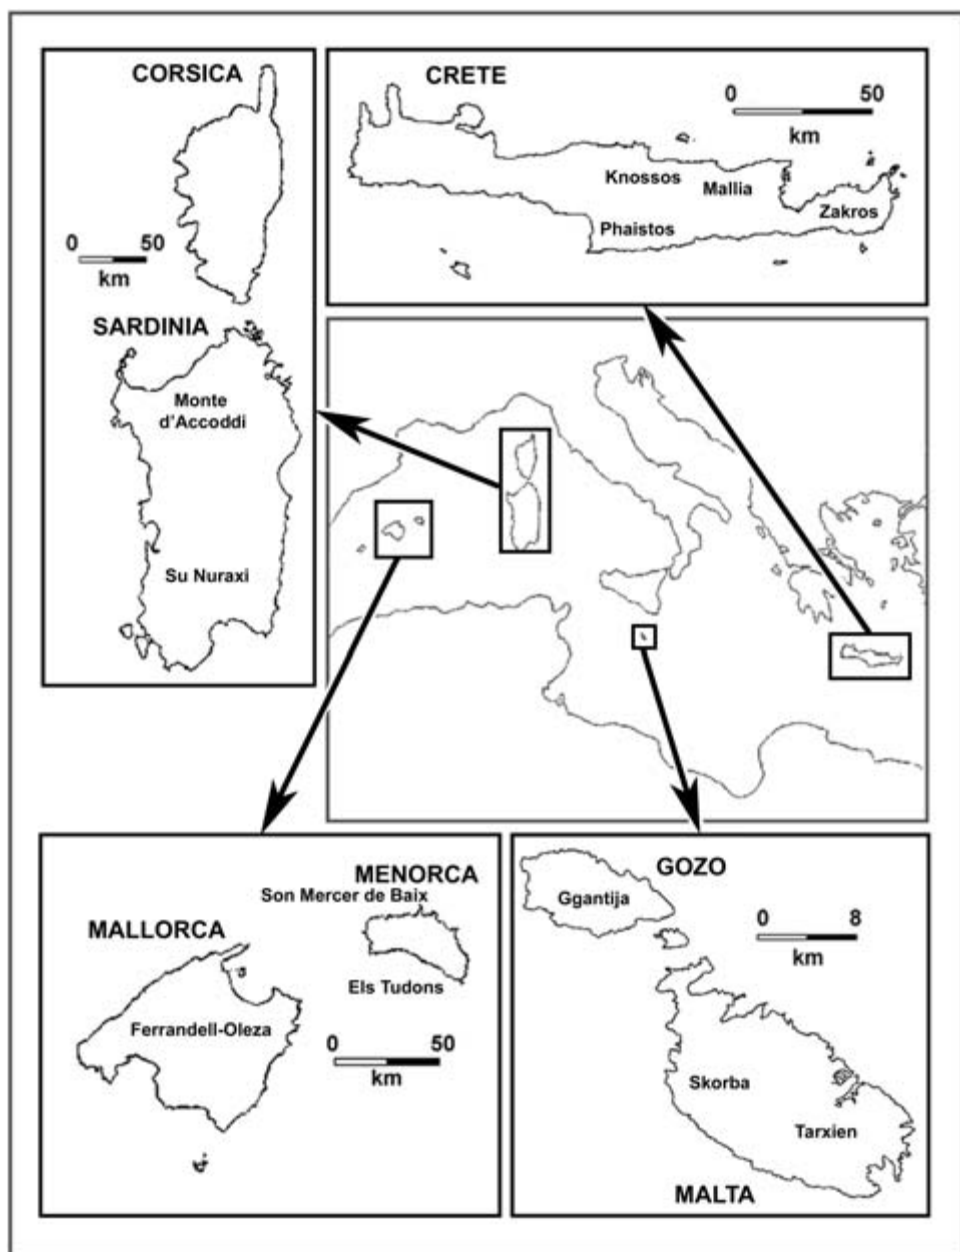 CORSICA
0 50
km
SARDINIA
Monte
d'Accoddi
Su Nuraxi
CRETE
0 50
km
Knossos
Mallia
Zakros
Phaistos
MENORCA
Son Mercer de Baix
MALLORCA
Els Tudons
Ferrandell-Oleza
0 50
km
GOZO
Ggantija
0 8
km
Skorba
Tarxien
MALTA